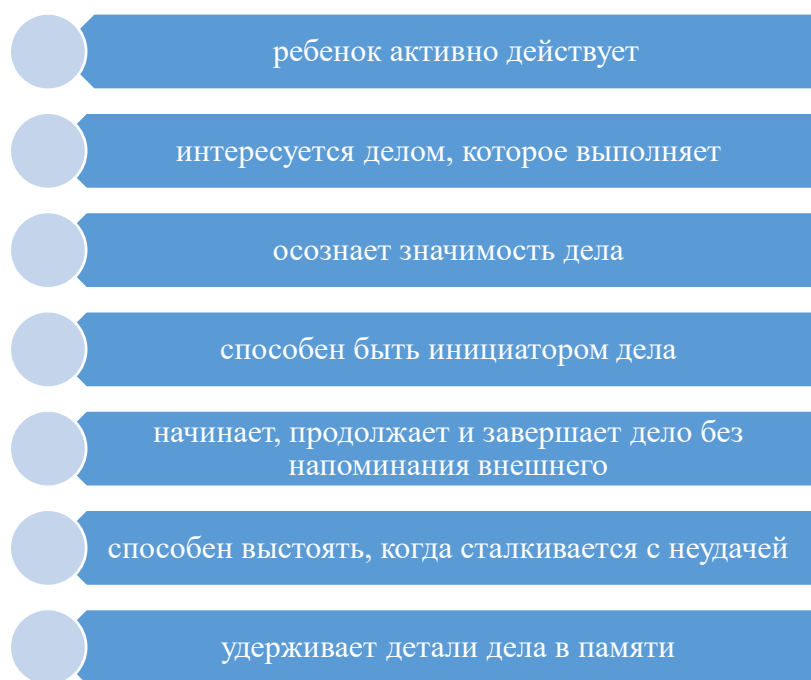 ребенок активно действует
интересуется делом, которое выполняет
осознает значимость дела
способен быть инициатором дела
начинает, продолжает и завершает дело без
напоминания внешнего
способен выстоять, когда сталкивается с неудачей
удерживает детали дела в памяти